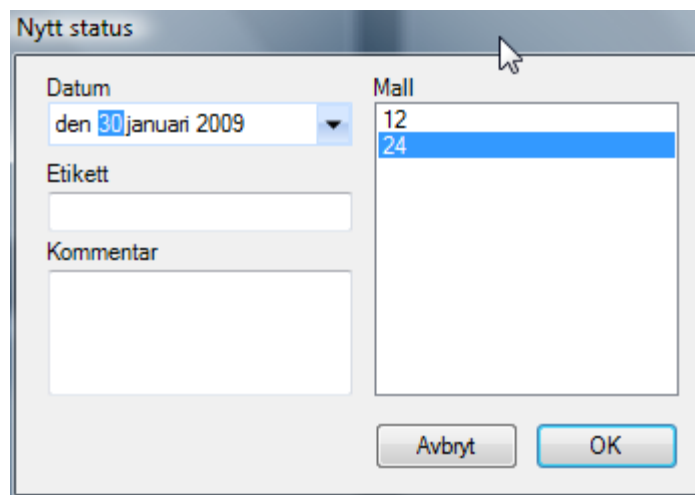 Nytt status
Datum
den 30 januari 2009
Etikett
Kommentar
Mall
12
24
Avbryt
OK